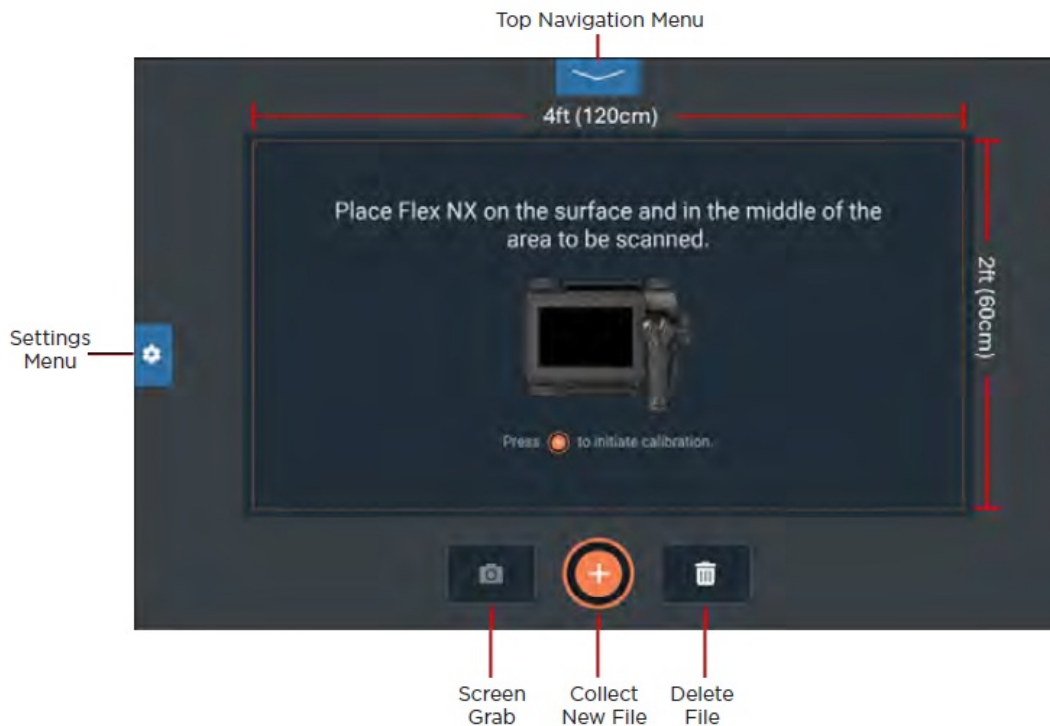 Top Navigation Menu
4ft (120cm)
Place Flex NX on the surface and in the middle of the
area to be scanned.
2ft (60cm)
Settings
Menu
Press to initiate calibration.
Screen
Grab
Collect
New File
Delete
File